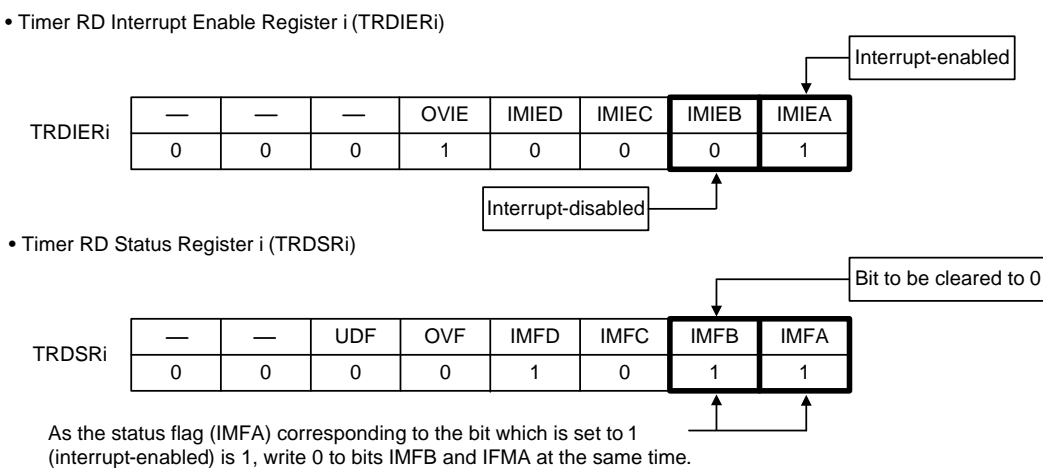 • Timer RD Interrupt Enable Register i (TRDIERi)
Interrupt-enabled
TRDIERi
— — — OVIE IMIED IMIEC IMIEB IMIEA
0 0 0 1 0 0 0 1
Interrupt-disabled
• Timer RD Status Register i (TRDSRi)
Bit to be cleared to 0
TRDSRi
— — UDF OVF IMFD IMFC IMFB IMFA
0 0 0 0 1 0 1 1
As the status flag (IMFA) corresponding to the bit which is set to 1
(interrupt-enabled) is 1, write 0 to bits IMFB and IFMA at the same time.